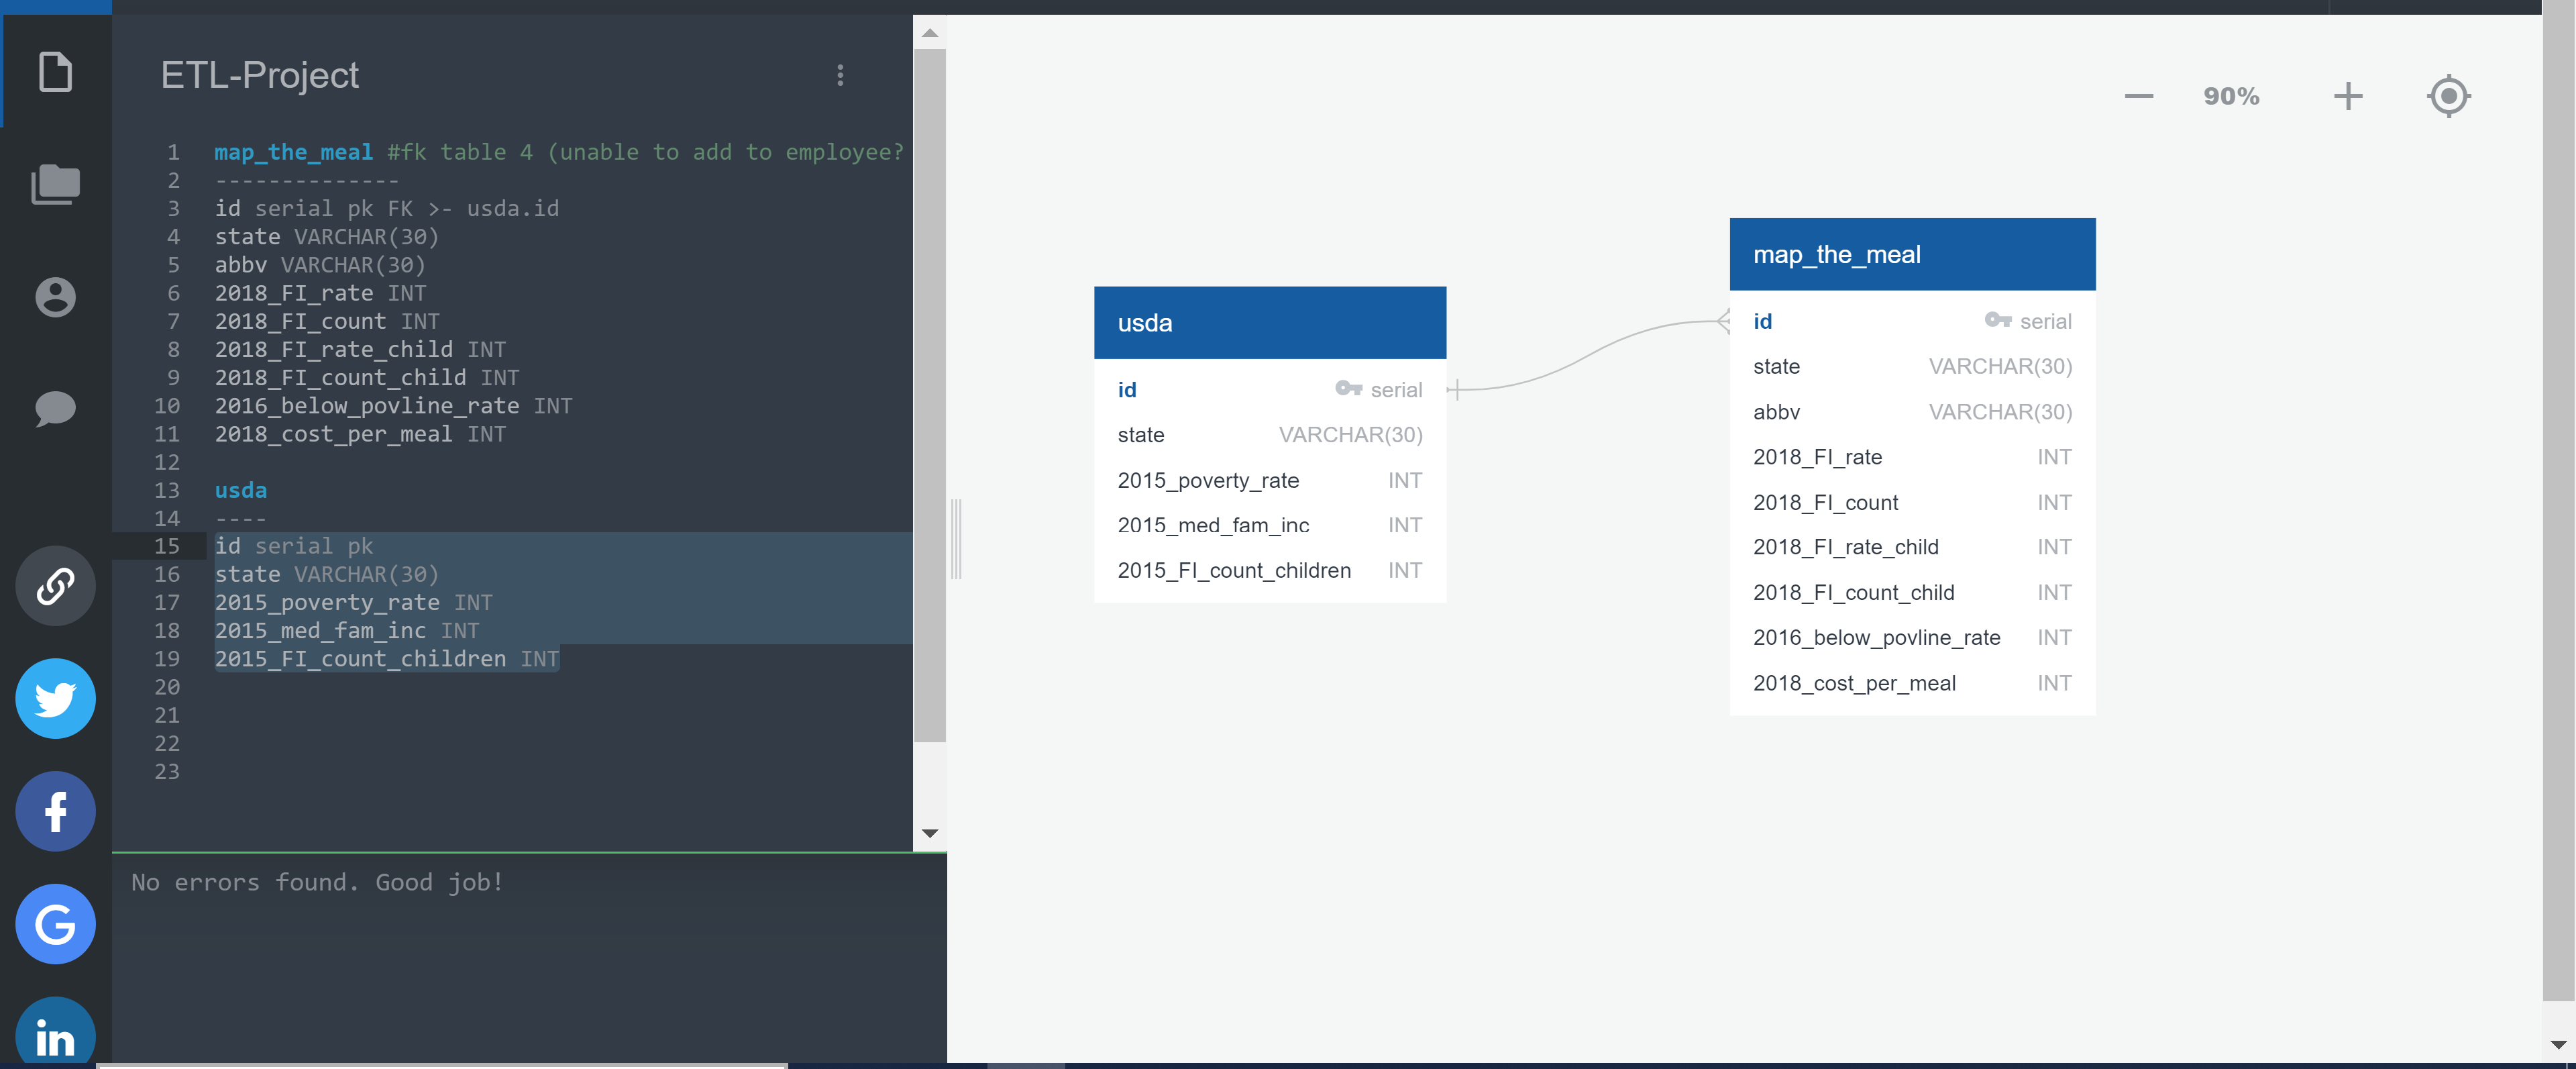 ETL-Project
1 map_the_meal #fk table 4 (unable to add to employee?
2 --------------
3 id serial pk FK >- usda.id
4 state VARCHAR(30)
5 abbv VARCHAR(30)
6 2018_FI_rate INT
7 2018_FI_count INT
8 2018_FI_rate_child INT
9 2018_FI_count_child INT
10 2016_below_povline_rate INT
11 2018_cost_per_meal INT
12
13 usda
14 ----
15 id serial pk
16 state VARCHAR(30)
17 2015_poverty_rate INT
18 2015_med_fam_inc INT
19 2015_FI_count_children INT
20
21
22
23
No errors found. Good job!
90%
usda
id serial
state VARCHAR(30)
2015_poverty_rate INT
2015_med_fam_inc INT
2015_FI_count_children INT
map_the_meal
id serial
state VARCHAR(30)
abbv VARCHAR(30)
2018_FI_rate INT
2018_FI_count INT
2018_FI_rate_child INT
2018_FI_count_child INT
2016_below_povline_rate INT
2018_cost_per_meal INT
f
G
in